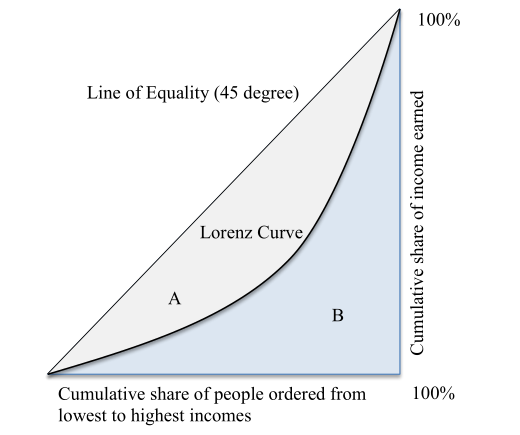 100%
Line of Equality (45 degree)
Cumulative share of income earned
Lorenz Curve
A
B
Cumulative share of people ordered from
lowest to highest incomes
100%